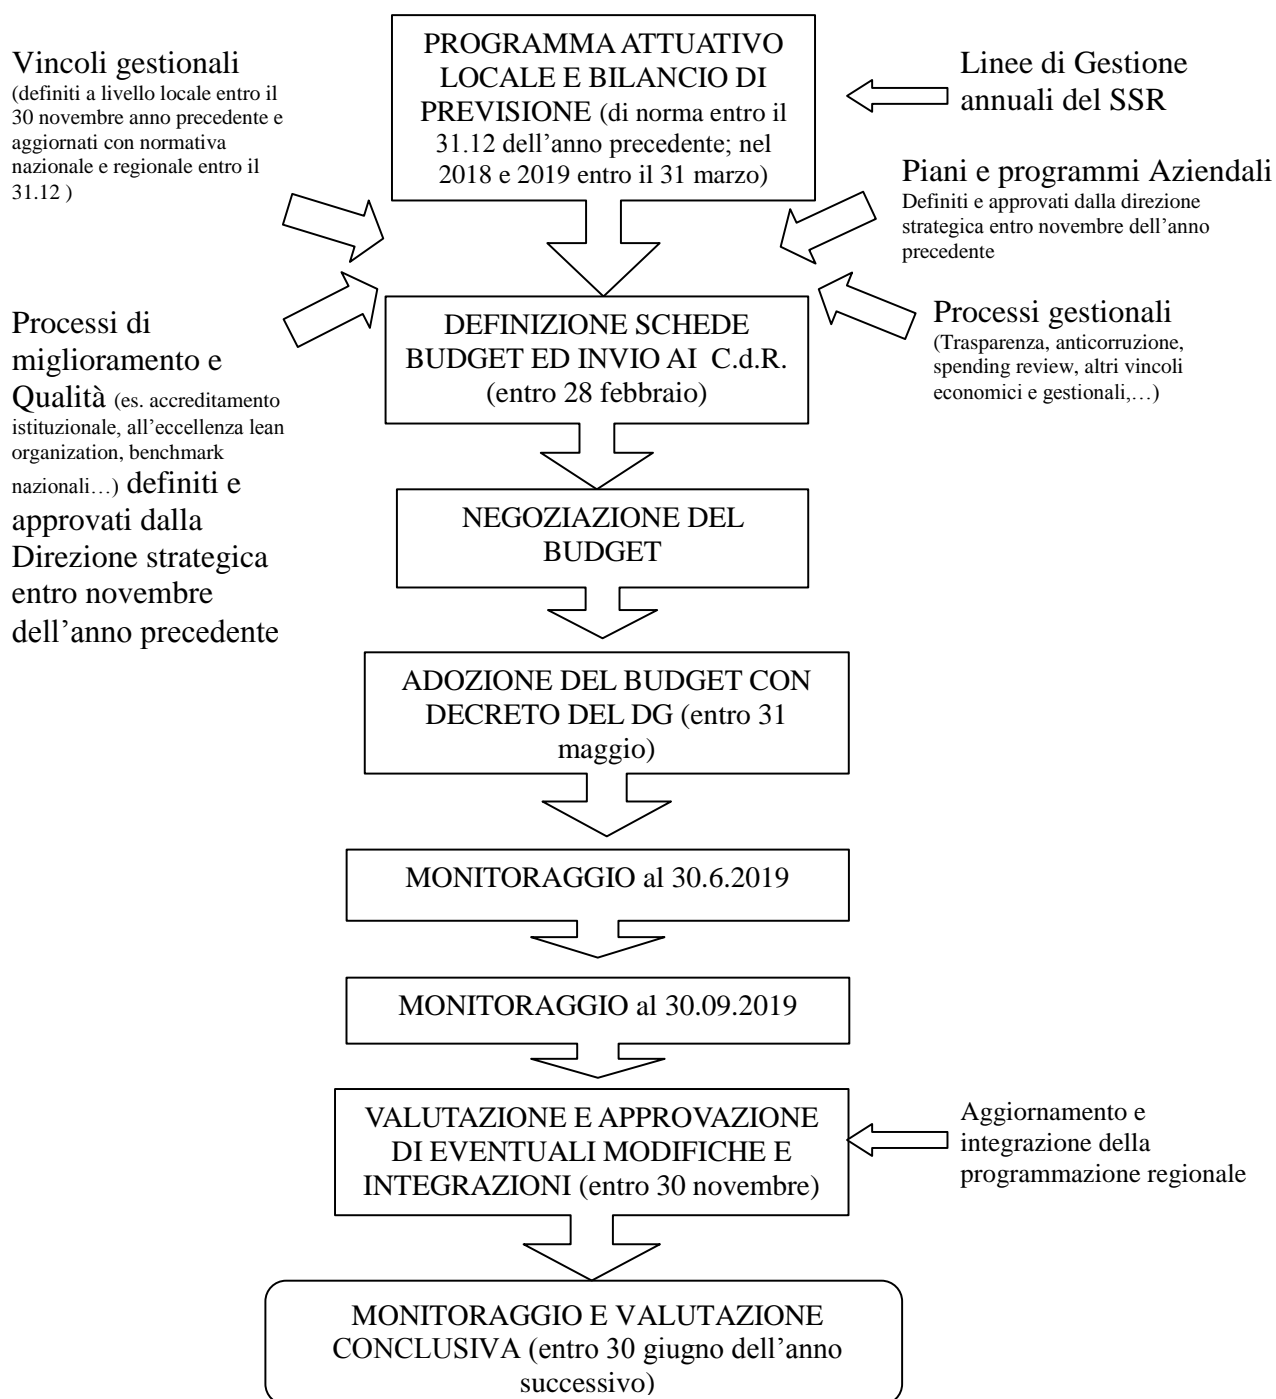 PROGRAMMA ATTUATIVO
LOCALE E BILANCIO DI
PREVISIONE (di norma entro il
31.12 dell’anno precedente; nel
2018 e 2019 entro il 31 marzo)
Vincoli gestionali
(definiti a livello locale entro il
30 novembre anno precedente e
aggiornati con normativa
nazionale e regionale entro il
31.12 )
Linee di Gestione
annuali del SSR
Piani e programmi Aziendali
Definiti e approvati dalla direzione
strategica entro novembre dell’anno
precedente
Processi di
miglioramento e
Qualità (es. accreditamento
istituzionale, all’eccellenza lean
organization, benchmark
nazionali…) definiti e
approvati dalla
Direzione strategica
entro novembre
dell’anno precedente
Processi gestionali
(Trasparenza, anticorruzione,
spending review, altri vincoli
economici e gestionali,…)
DEFINIZIONE SCHEDE
BUDGET ED INVIO AI C.d.R.
(entro 28 febbraio)
NEGOZIAZIONE DEL
BUDGET
ADOZIONE DEL BUDGET CON
DECRETO DEL DG (entro 31
maggio)
MONITORAGGIO al 30.6.2019
MONITORAGGIO al 30.09.2019
VALUTAZIONE E APPROVAZIONE
DI EVENTUALI MODIFICHE E
INTEGRAZIONI (entro 30 novembre)
Aggiornamento e
integrazione della
programmazione regionale
MONITORAGGIO E VALUTAZIONE
CONCLUSIVA (entro 30 giugno dell’anno
successivo)